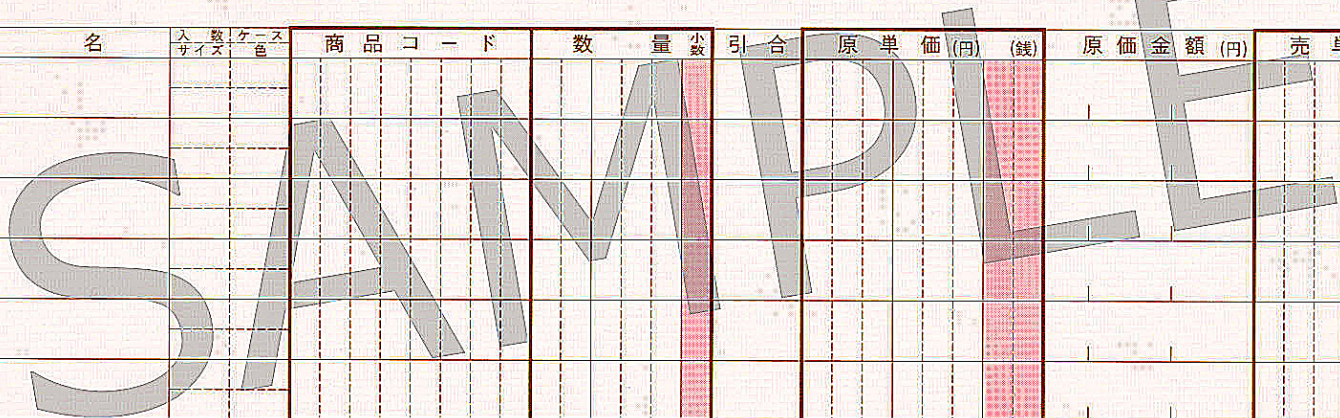 名 入数 ケース 商品コード 数量 小数 引合 原単価(円) (銭) 原価金額(円) 売単
サイズ 色
SAMPLE